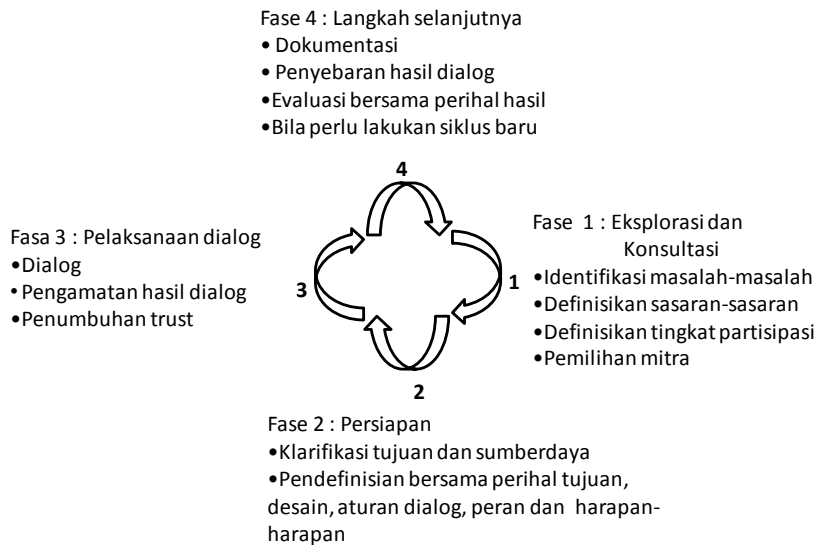 Fase 4 : Langkah selanjutnya
• Dokumentasi
• Penyebaran hasil dialog
•Evaluasi bersama perihal hasil
•Bila perlu lakukan siklus baru
4
Fase 1 : Eksplorasi dan
Konsultasi
•Identifikasi masalah-masalah
•Definisikan sasaran-sasaran
•Definisikan tingkat partisipasi
•Pemilihan mitra
1
Fasa 3 : Pelaksanaan dialog
•Dialog
• Pengamatan hasil dialog
•Penumbuhan trust
3
2
Fase 2 : Persiapan
•Klarifikasi tujuan dan sumberdaya
•Pendefinisian bersama perihal tujuan,
desain, aturan dialog, peran dan harapan-
harapan